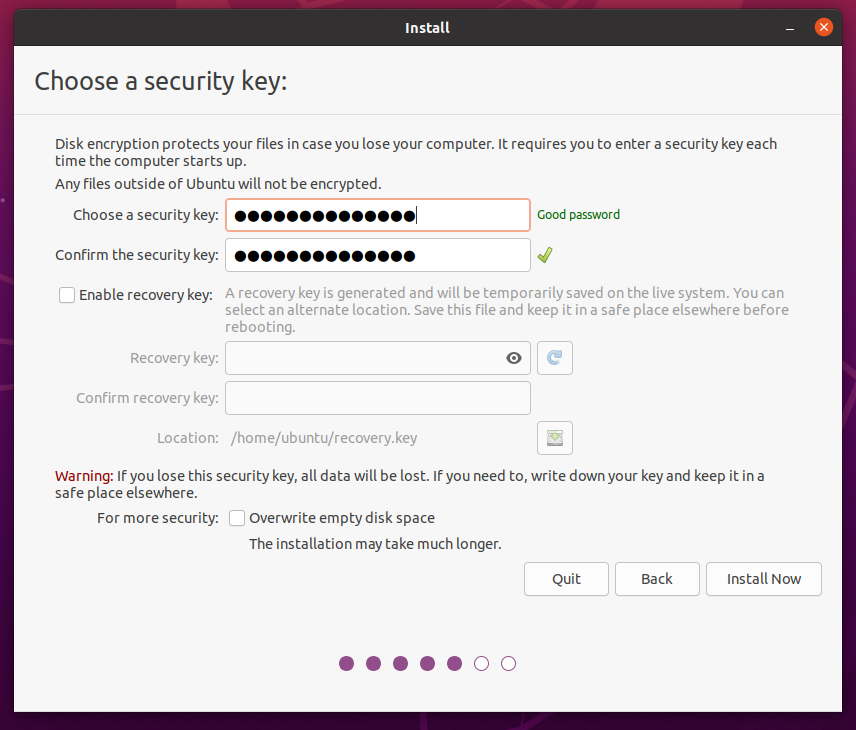 Install
Choose a security key:
Disk encryption protects your files in case you lose your computer. It requires you to enter a security key each
time the computer starts up.
Any files outside of Ubuntu will not be encrypted.
Choose a security key: ●●●●●●●●●●●●●● Good password
Confirm the security key: ●●●●●●●●●●●●●●
Enable recovery key: A recovery key is generated and will be temporarily saved on the live system. You can
select an alternate location. Save this file and keep it in a safe place elsewhere before
rebooting.
Recovery key:
Confirm recovery key:
Location: /home/ubuntu/recovery.key
Warning: If you lose this security key, all data will be lost. If you need to, write down your key and keep it in a
safe place elsewhere.
For more security: Overwrite empty disk space
The installation may take much longer.
Quit Back Install Now